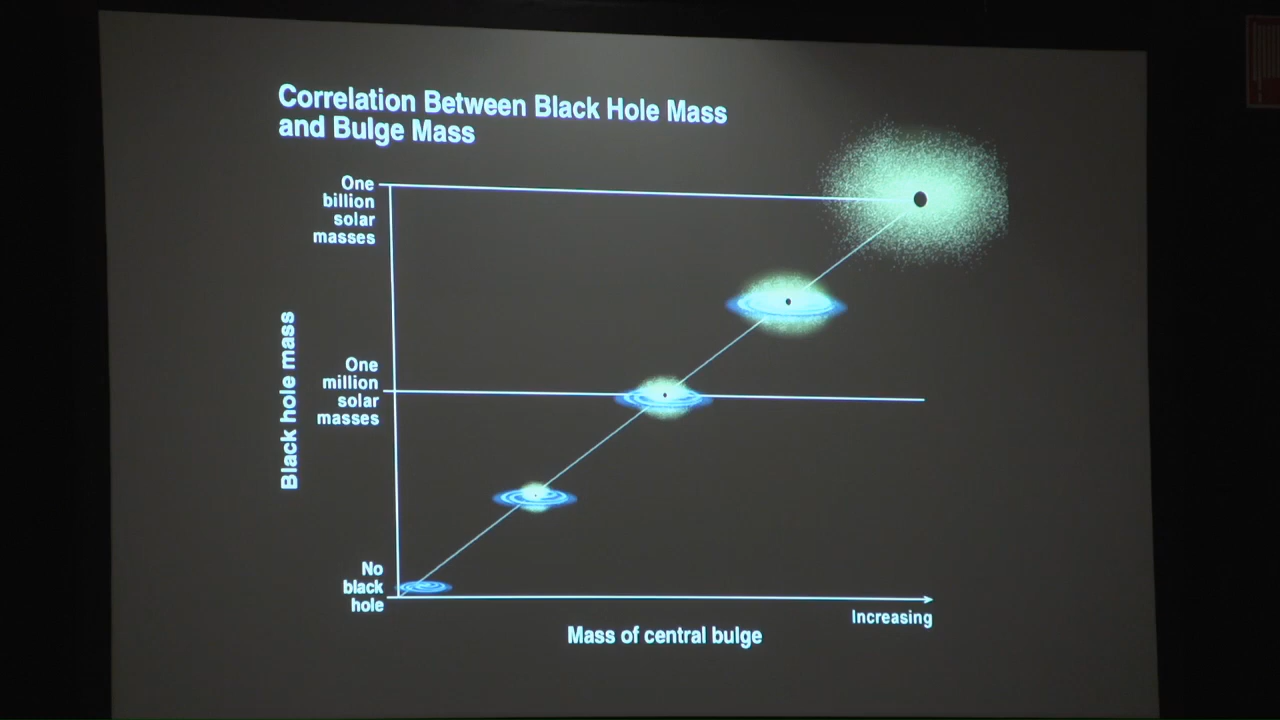 Correlation Between Black Hole Mass
and Bulge Mass
One
billion
solar
masses
Black hole mass
One
million
solar
masses
No
black
hole
Increasing
Mass of central bulge